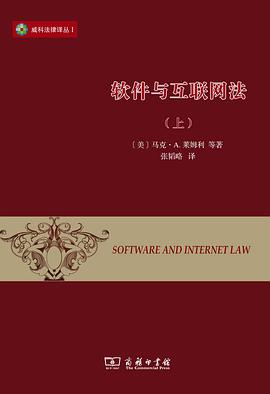 威科法律译丛 1
软件与互联网法
（上）
〔美〕马克·A.莱姆利 等著
张韬略 译
SOFTWARE AND INTERNET LAW
商务印书馆
The Commercial Press